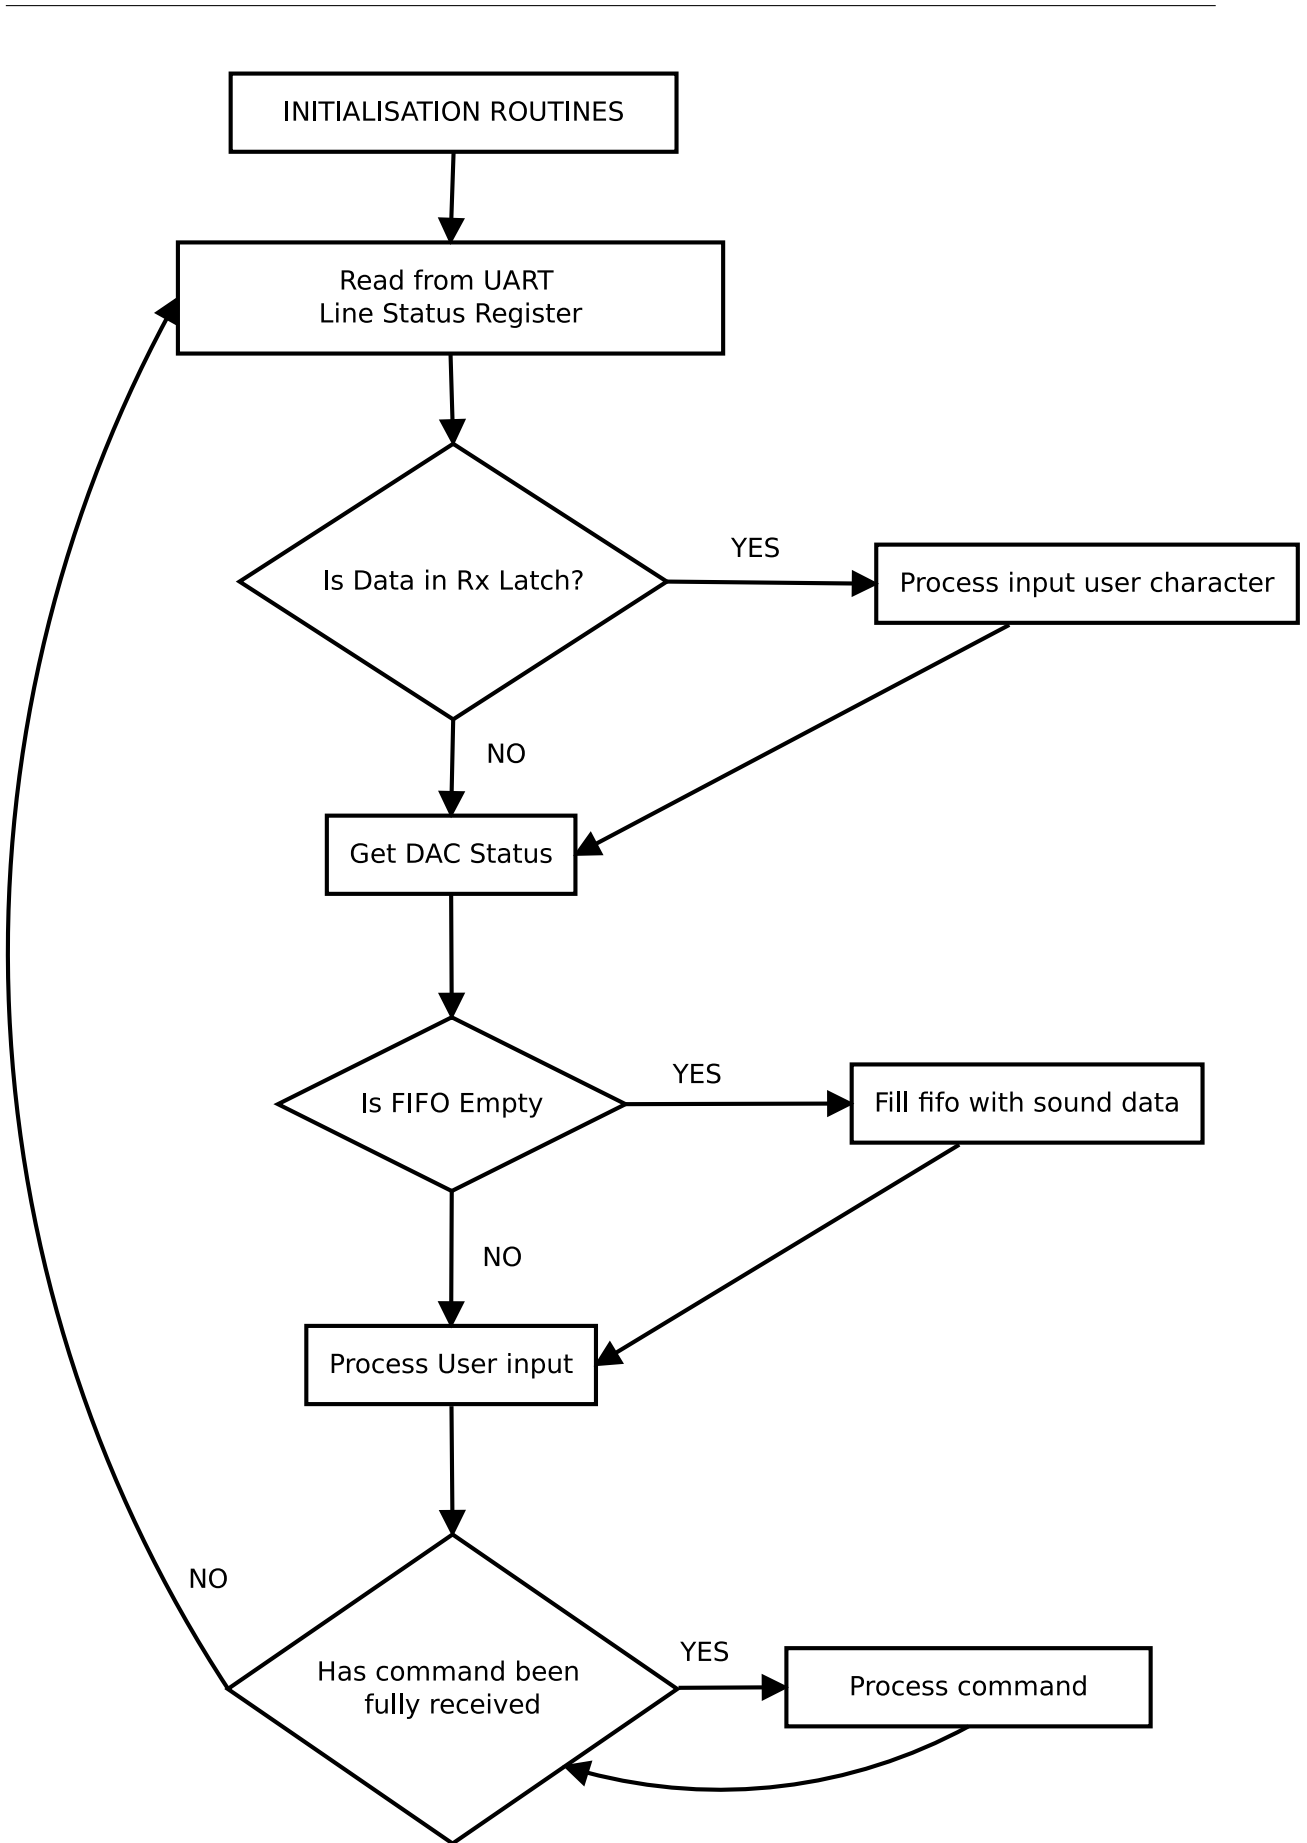 INITIALISATION ROUTINES
Read from UART
Line Status Register
Is Data in Rx Latch?
YES
Process input user character
NO
Get DAC Status
Is FIFO Empty
YES
Fill fifo with sound data
NO
Process User input
NO
Has command been
fully received
YES
Process command